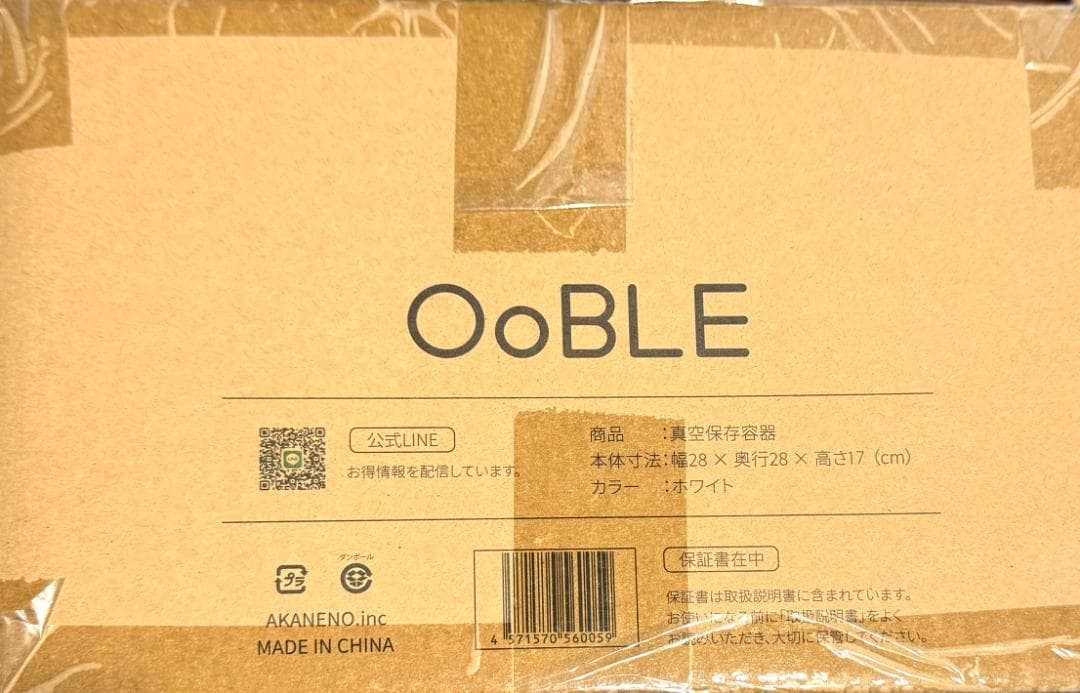 OoBLE
公式LINE
お得情報を配信しています。
商品　　：真空保存容器
本体寸法：幅28 × 奥行28 × 高さ17（cm）
カラー　：ホワイト
プラ
ダンボール
AKANENO.inc
MADE IN CHINA
4 571570 560059
保証書在中
保証書は取扱説明書に含まれています。
お使いになる前に「取扱説明書」をよく
お読みいただき、大切に保管してください。